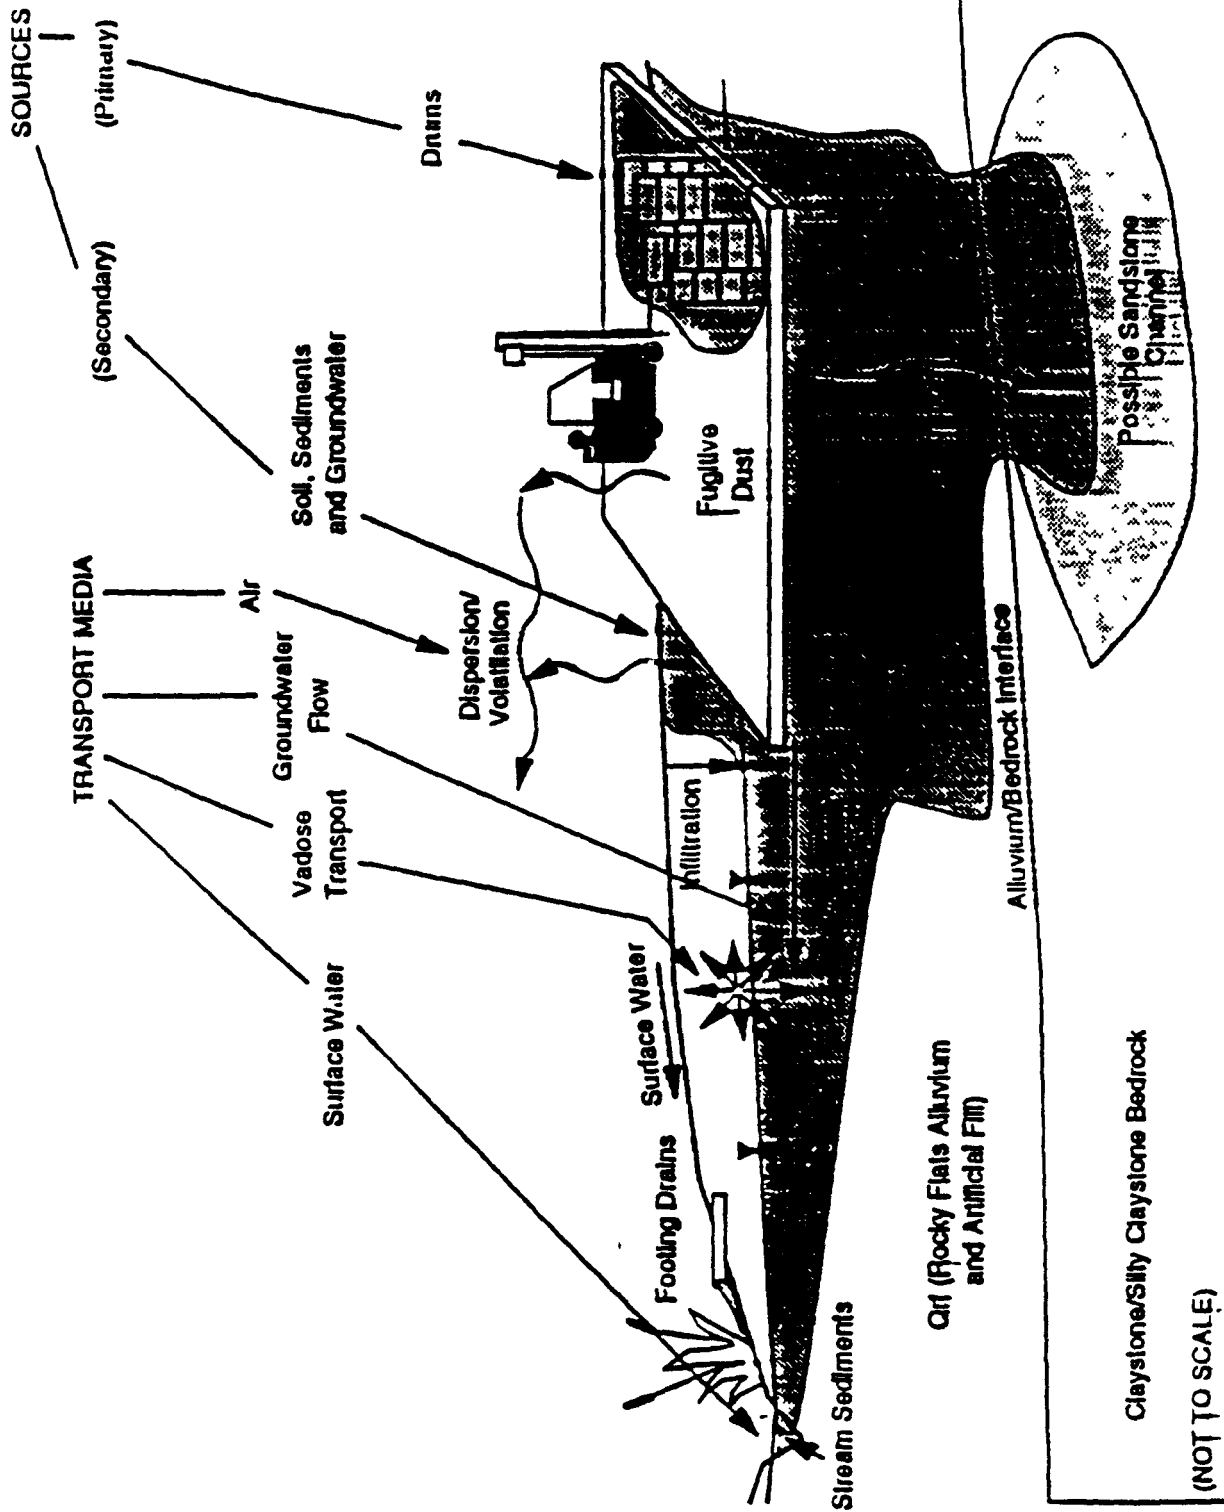 SOURCES
(Primary)
(Secondary)
TRANSPORT MEDIA
Drums
Soil, Sediments
and Groundwater
Air
Groundwater
Flow
Vadose
Transport
Surface Water
Dispersion/
Volatilation
Fugitive
Dust
Infiltration
Surface Water
Footing Drains
Stream Sediments
Possible Sandstone
Channel
Alluvium/Bedrock Interface
Qrf (Rocky Flats Alluvium
and Artificial Fill)
Claystone/Silty Claystone Bedrock
(NOT TO SCALE)